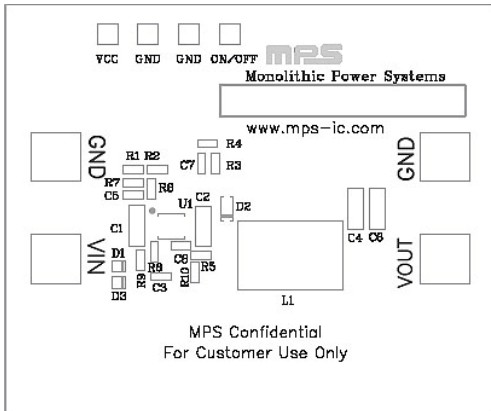 VCC GND GND ON/OFF
mps
Monolithic Power Systems
www.mps-ic.com
GND
GND
R4
R1 R2
C7 R3
R7
R6
C5
C2
U1
D2
C1
C4 C6
VIN
VOUT
D1
R8
C8
R5
R9
R10
C3
D3
L1
MPS Confidential
For Customer Use Only